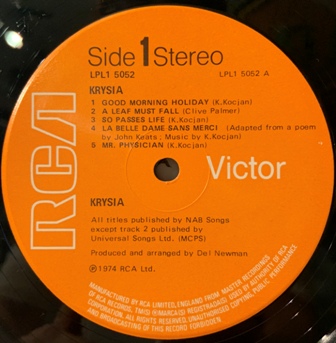 Side 1 Stereo
LPL1 5052
LPL1 5052 A
KRYSIA
1 GOOD MORNING HOLIDAY (K.Kocjan)
2 A LEAF MUST FALL (Clive Palmer)
3 SO PASSES LIFE (K.Kocjan)
4 LA BELLE DAME SANS MERCI (Adapted from a poem
by John Keats; Music by K.Kocjan)
5 MR. PHYSICIAN (K.Kocjan)
RCA
Victor
KRYSIA
All titles published by NAB Songs
except track 2 published by
Universal Songs Ltd. (MCPS)
Produced and arranged by Del Newman
Ⓟ1974 RCA Ltd.
MANUFACTURED BY RCA LIMITED, ENGLAND FROM MASTER RECORDINGS
OF RCA RECORDS. TM(S) ® MARCA(S) REGISTRADA(S) USED BY AUTHORITY OF RCA
CORPORATION. ALL RIGHTS RESERVED. UNAUTHORISED COPYING, PUBLIC PERFORMANCE
AND BROADCASTING OF THIS RECORD FORBIDDEN.